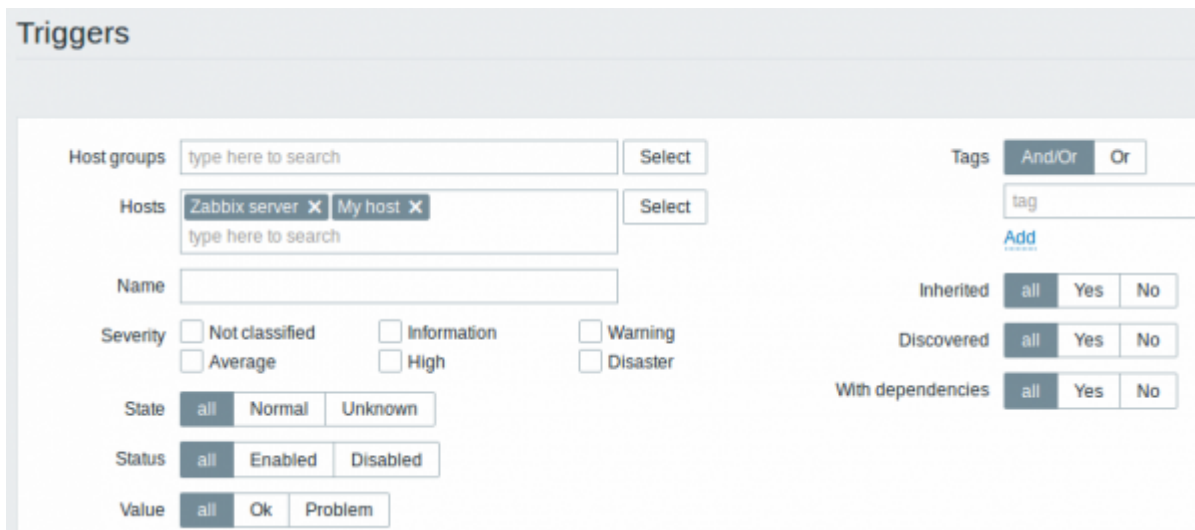 Triggers
Host groups type here to search Select
Hosts Zabbix server My host Select
type here to search
Name
Severity Not classified Information Warning
Average High Disaster
State all Normal Unknown
Status all Enabled Disabled
Value all Ok Problem
Tags And/Or Or
tag
Add
Inherited all Yes No
Discovered all Yes No
With dependencies all Yes No